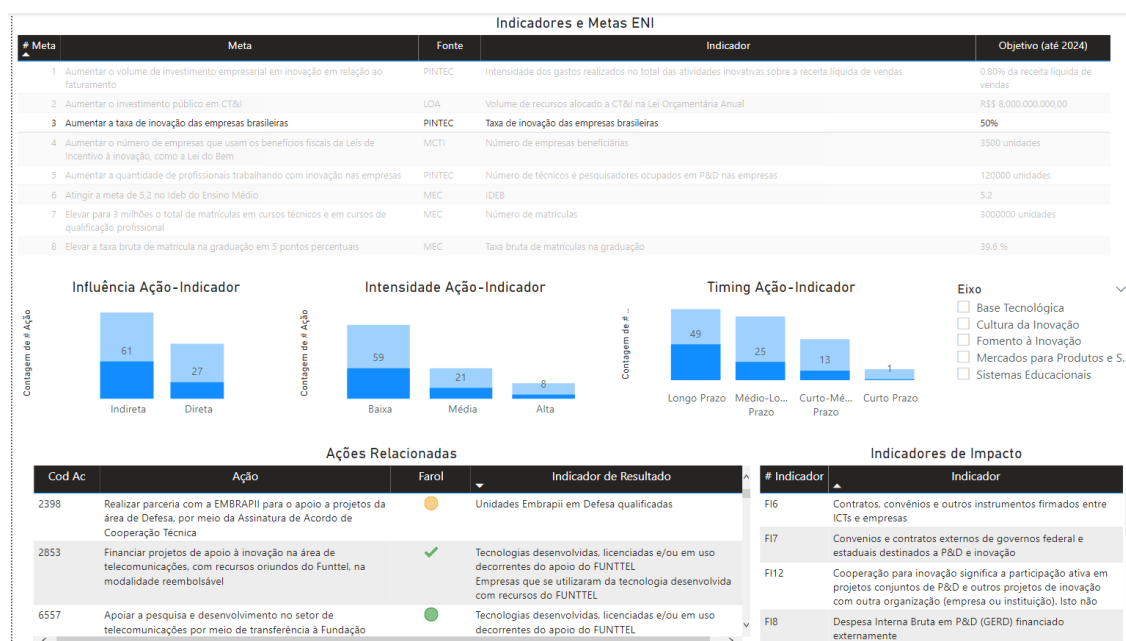 Indicadores e Metas ENI
# Meta Meta Fonte Indicador Objetivo (até 2024)
1 Aumentar o volume de investimento empresarial em inovação em relação ao faturamento PINTEC Intensidade dos gastos realizados no total das atividades inovativas sobre a receita líquida de vendas 0.80% da receita líquida de vendas
2 Aumentar o investimento público em CT&I LOA Volume de recursos alocado a CT&I na Lei Orçamentária Anual R$$ 8.000.000.000,00
3 Aumentar a taxa de inovação das empresas brasileiras PINTEC Taxa de inovação das empresas brasileiras 50%
4 Aumentar o número de empresas que usam os benefícios fiscais da Leis de Incentivo à inovação, como a Lei do Bem MCTI Número de empresas beneficiárias 3500 unidades
5 Aumentar a quantidade de profissionais trabalhando com inovação nas empresas PINTEC Número de técnicos e pesquisadores ocupados em P&D nas empresas 120000 unidades
6 Atingir a meta de 5,2 no Ideb do Ensino Médio MEC IDEB 5.2
7 Elevar para 3 milhões o total de matrículas em cursos técnicos e em cursos de qualificação profissional MEC Número de matrículas 3000000 unidades
8 Elevar a taxa bruta de matrícula na graduação em 5 pontos percentuais MEC Taxa bruta de matrículas na graduação 39.6 %
Influência Ação-Indicador
Contagem de # Ação
61
27
Indireta Direta
Intensidade Ação-Indicador
Contagem de # Ação
59
21
8
Baixa Média Alta
Timing Ação-Indicador
Contagem de # ...
49
25
13
1
Longo Prazo Médio-Lo... Prazo Curto-Mé... Prazo Curto Prazo
Eixo
Base Tecnológica
Cultura da Inovação
Fomento à Inovação
Mercados para Produtos e S...
Sistemas Educacionais
Ações Relacionadas
Cod Ac Ação Farol Indicador de Resultado
2398 Realizar parceria com a EMBRAPII para o apoio a projetos da Unidades Embrapii em Defesa qualificadas
área de Defesa, por meio da Assinatura de Acordo de
Cooperação Técnica
2853 Financiar projetos de apoio à inovação na área de Tecnologias desenvolvidas, licenciadas e/ou em uso
telecomunicações, com recursos oriundos do Funttel, na decorrentes do apoio do FUNTTEL
modalidade reembolsável Empresas que se utilizaram da tecnologia desenvolvida
com recursos do FUNTTEL
6557 Apoiar a pesquisa e desenvolvimento no setor de Tecnologias desenvolvidas, licenciadas e/ou em uso
telecomunicações por meio de transferência à Fundação decorrentes do apoio do FUNTTEL
Indicadores de Impacto
# Indicador Indicador
FI6 Contratos, convênios e outros instrumentos firmados entre
ICTs e empresas
FI7 Convenios e contratos externos de governos federal e
estaduais destinados a P&D e inovação
FI12 Cooperação para inovação significa a participação ativa em
projetos conjuntos de P&D e outros projetos de inovação
com outra organização (empresa ou instituição). Isto não
FI8 Despesa Interna Bruta em P&D (GERD) financiado
externamente